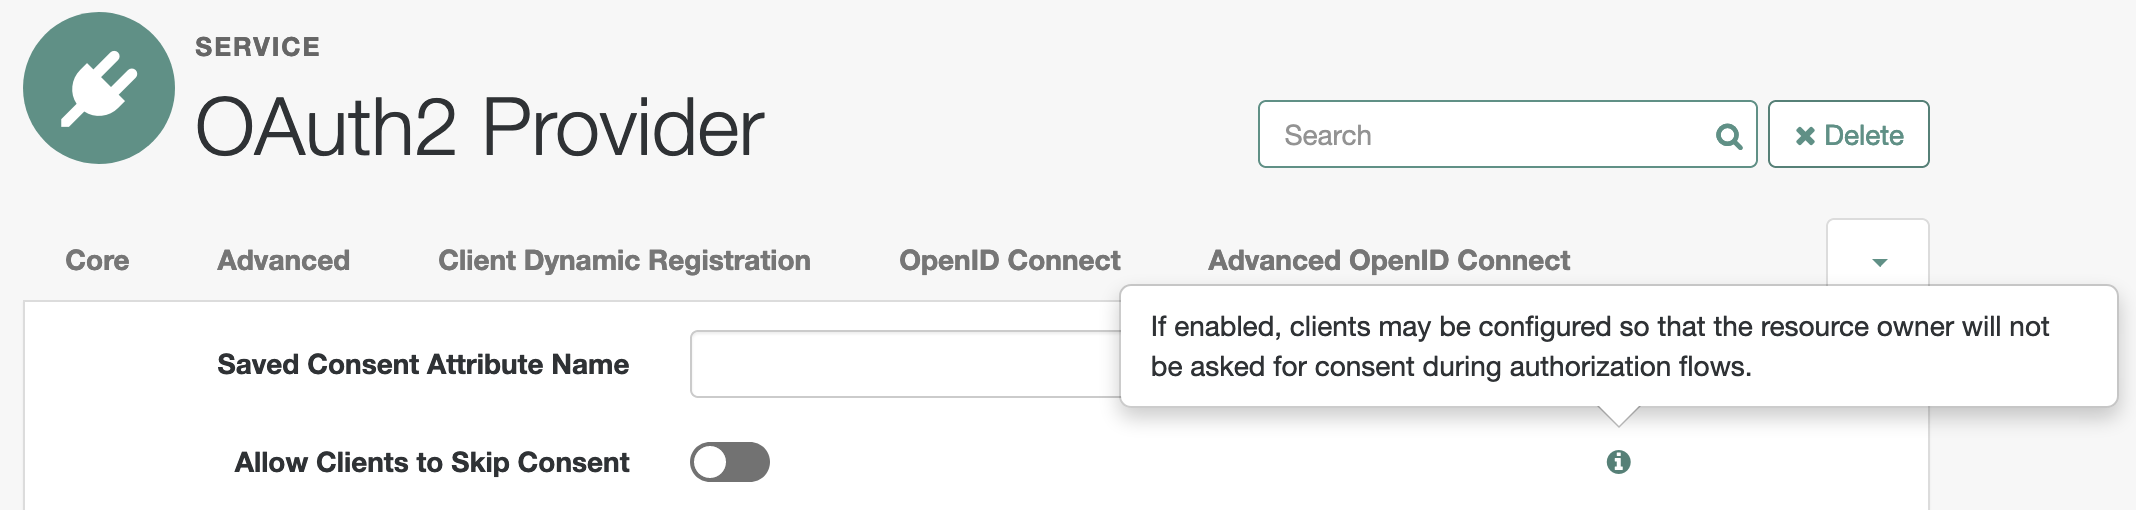 SERVICE
OAuth2 Provider
Search
Delete
Core Advanced Client Dynamic Registration OpenID Connect Advanced OpenID Connect
If enabled, clients may be configured so that the resource owner will not
be asked for consent during authorization flows.
Saved Consent Attribute Name
Allow Clients to Skip Consent